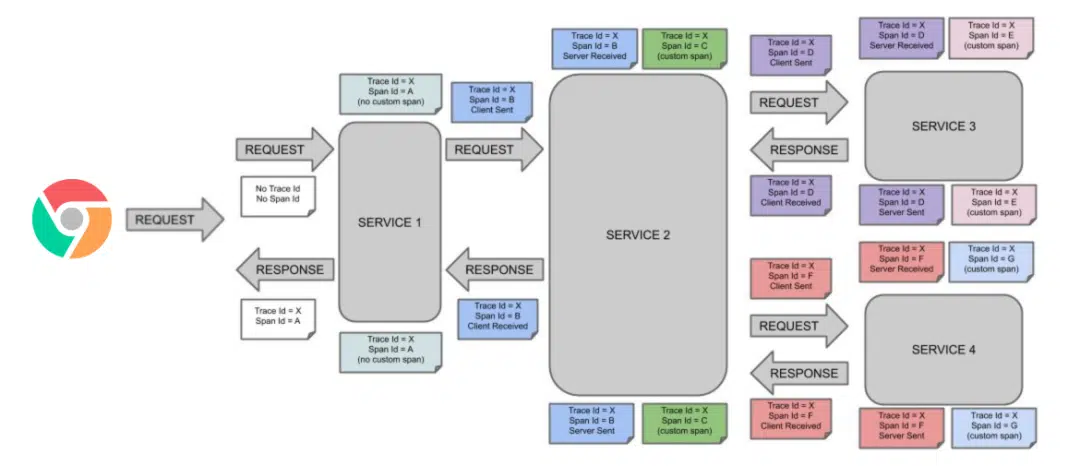 Trace Id = X
Span Id = B
Server Received
Trace Id = X
Span Id = C
(custom span)
Trace Id = X
Span Id = D
Client Sent
Trace Id = X
Span Id = D
Server Received
Trace Id = X
Span Id = E
(custom span)
Trace Id = X
Span Id = A
(no custom span)
Trace Id = X
Span Id = B
Client Sent
REQUEST
SERVICE 3
RESPONSE
REQUEST
REQUEST
No Trace Id
No Span Id
Trace Id = X
Span Id = D
Client Received
Trace Id = X
Span Id = D
Server Sent
Trace Id = X
Span Id = E
(custom span)
REQUEST
SERVICE 1
SERVICE 2
Trace Id = X
Span Id = F
Client Sent
Trace Id = X
Span Id = F
Server Received
Trace Id = X
Span Id = G
(custom span)
RESPONSE
RESPONSE
Trace Id = X
Span Id = A
Trace Id = X
Span Id = B
Client Received
REQUEST
SERVICE 4
RESPONSE
Trace Id = X
Span Id = A
(no custom span)
Trace Id = X
Span Id = B
Server Sent
Trace Id = X
Span Id = C
(custom span)
Trace Id = X
Span Id = F
Client Received
Trace Id = X
Span Id = F
Server Sent
Trace Id = X
Span Id = G
(custom span)